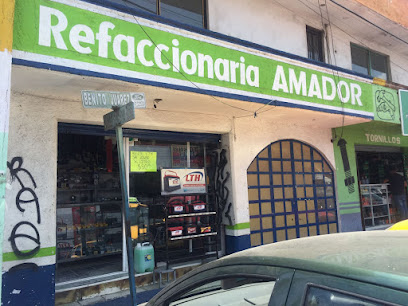 Refaccionaria AMADOR
BENITO JUAREZ
TORNILLOS
LTH